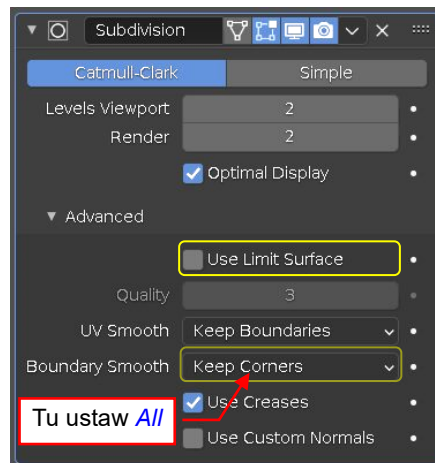 Subdivision
Catmull-Clark Simple
Levels Viewport 2
Render 2
Optimal Display
Advanced
Use Limit Surface
Quality 3
UV Smooth Keep Boundaries
Boundary Smooth Keep Corners
Tu ustaw All
Use Creases
Use Custom Normals